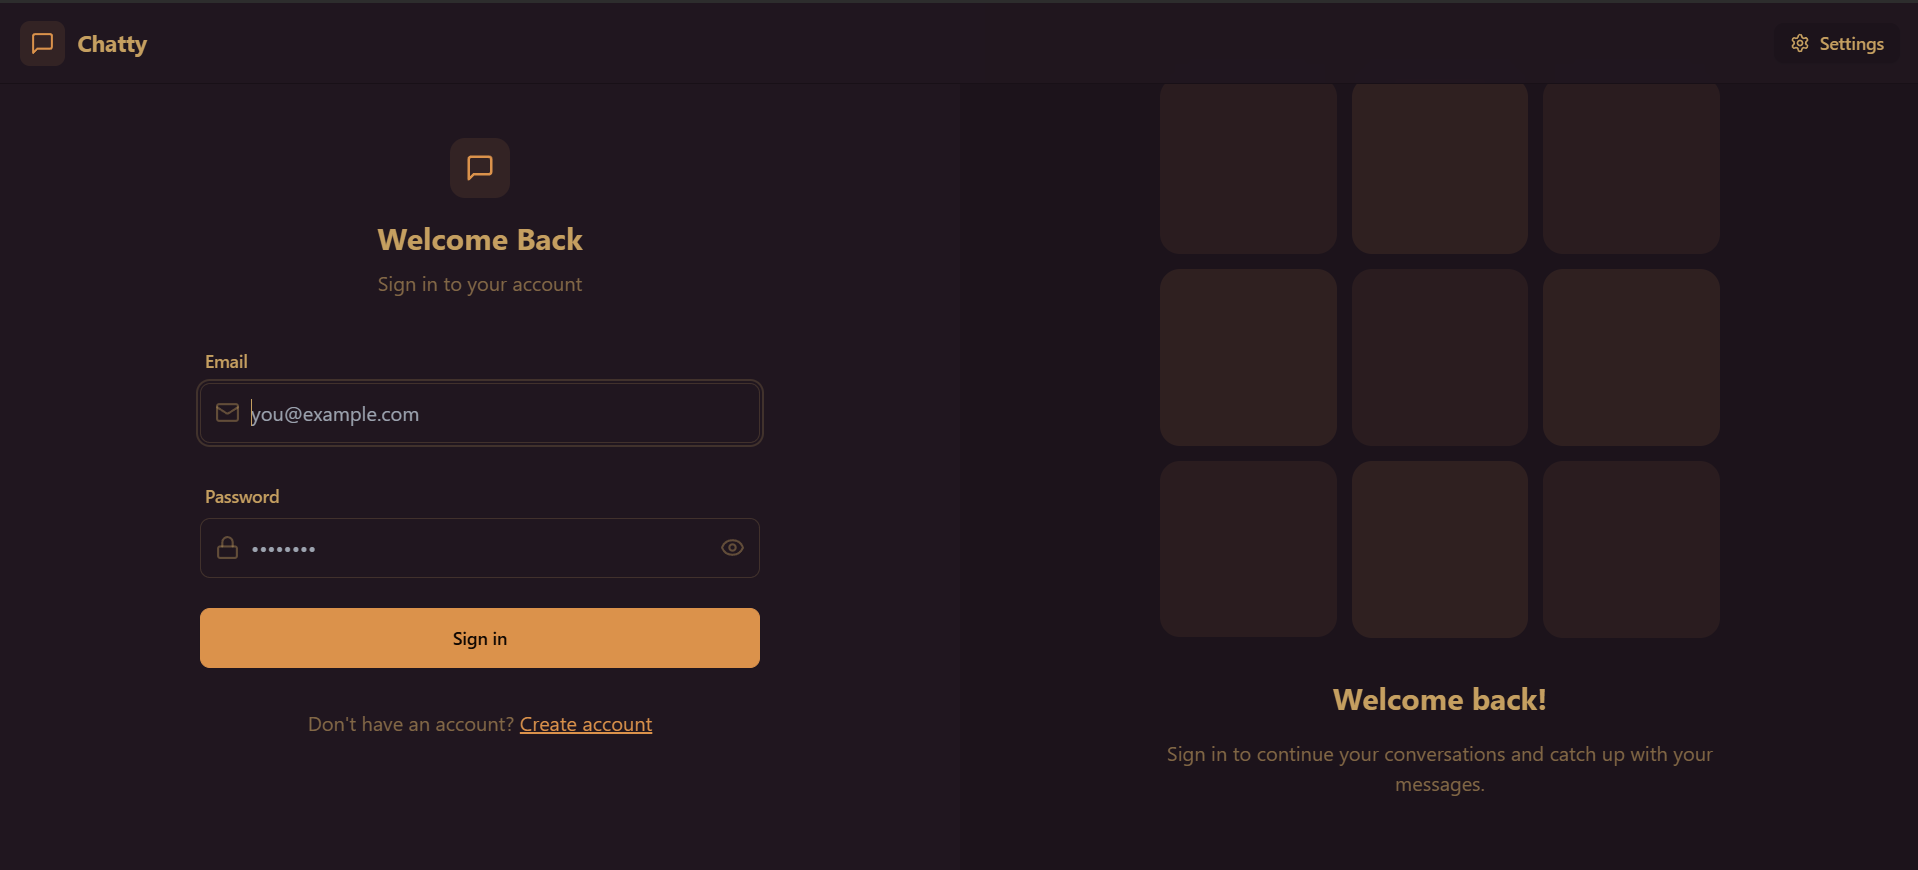 Chatty
Settings
Welcome Back
Sign in to your account
Email
you@example.com
Password
••••••••
Sign in
Don't have an account? Create account
Welcome back!
Sign in to continue your conversations and catch up with your
messages.